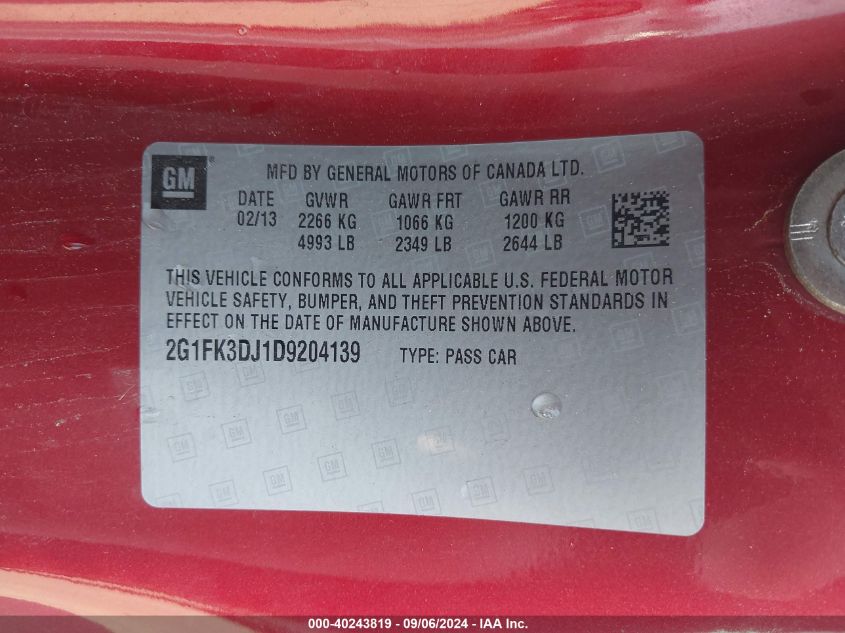 GM
MFD BY GENERAL MOTORS OF CANADA LTD.
DATE GVWR GAWR FRT GAWR RR
02/13 2266 KG 1066 KG 1200 KG
4993 LB 2349 LB 2644 LB
THIS VEHICLE CONFORMS TO ALL APPLICABLE U.S. FEDERAL MOTOR
VEHICLE SAFETY, BUMPER, AND THEFT PREVENTION STANDARDS IN
EFFECT ON THE DATE OF MANUFACTURE SHOWN ABOVE.
2G1FK3DJ1D9204139 TYPE: PASS CAR
000-40243819 - 09/06/2024 - IAA Inc.